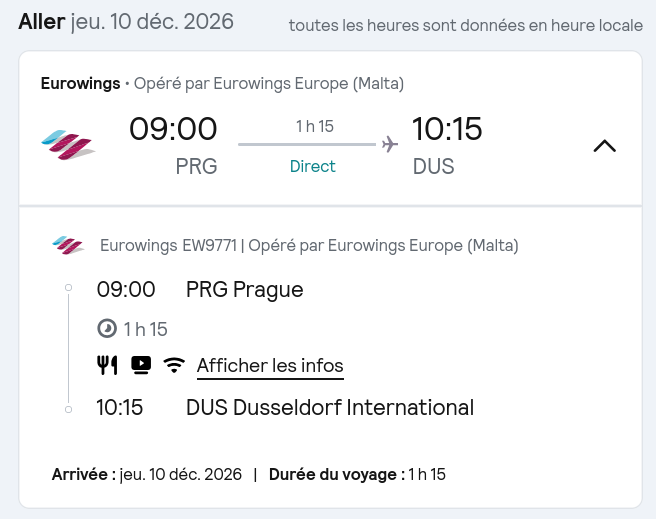 Aller jeu. 10 déc. 2026 toutes les heures sont données en heure locale
Eurowings • Opéré par Eurowings Europe (Malta)
09:00 1 h 15 10:15
PRG Direct DUS
Eurowings EW9771 | Opéré par Eurowings Europe (Malta)
09:00 PRG Prague
1 h 15
Afficher les infos
10:15 DUS Dusseldorf International
Arrivée : jeu. 10 déc. 2026 | Durée du voyage : 1 h 15